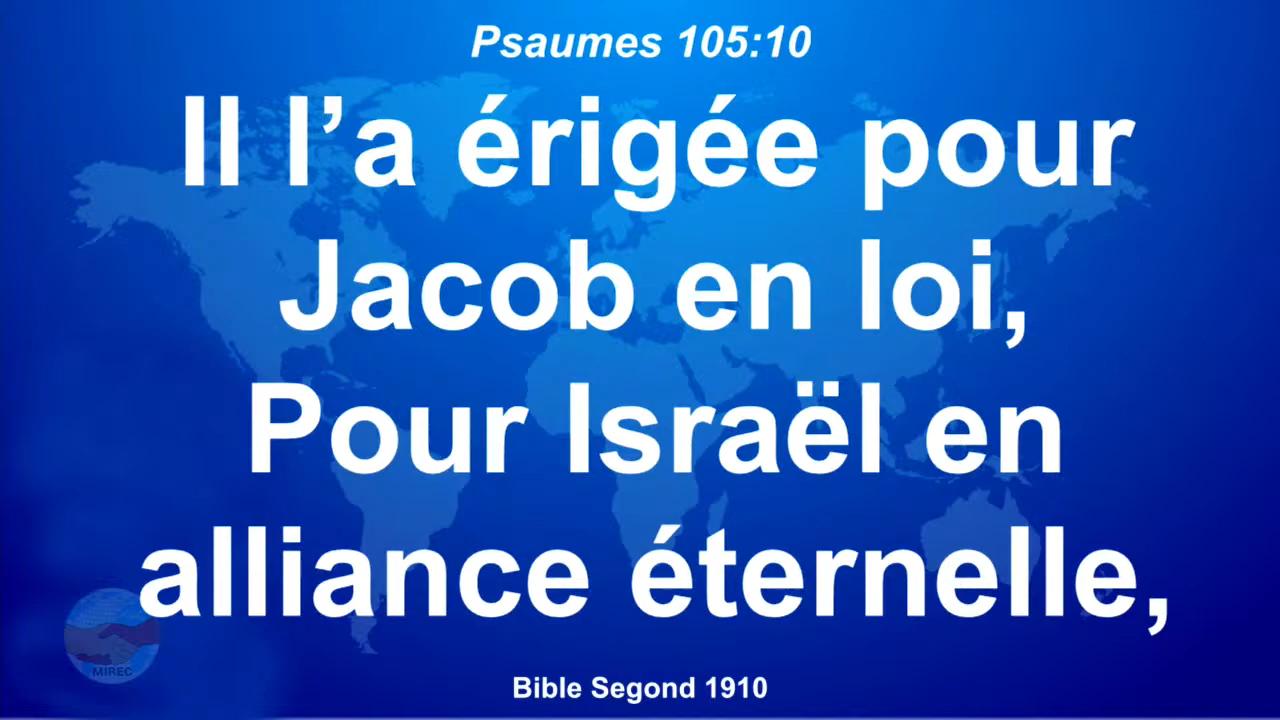 Psaumes 105:10
Il l’a érigée pour
Jacob en loi,
Pour Israël en
alliance éternelle,
MIREC
Bible Segond 1910